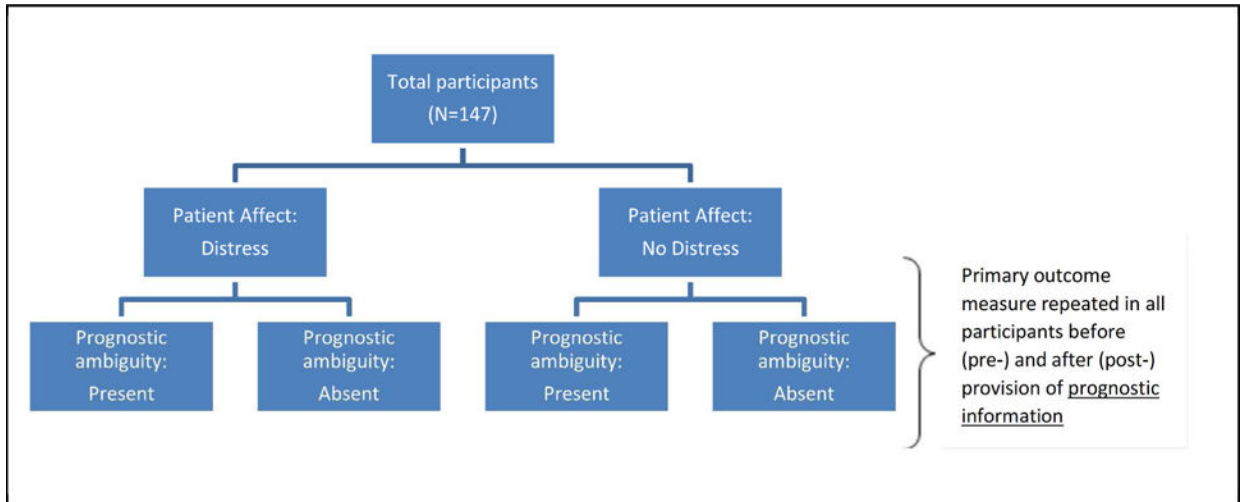 Total participants
(N=147)
Patient Affect:
Distress
Patient Affect:
No Distress
Prognostic
ambiguity:
Present
Prognostic
ambiguity:
Absent
Prognostic
ambiguity:
Present
Prognostic
ambiguity:
Absent
Primary outcome
measure repeated in all
participants before
(pre-) and after (post-)
provision of prognostic
information